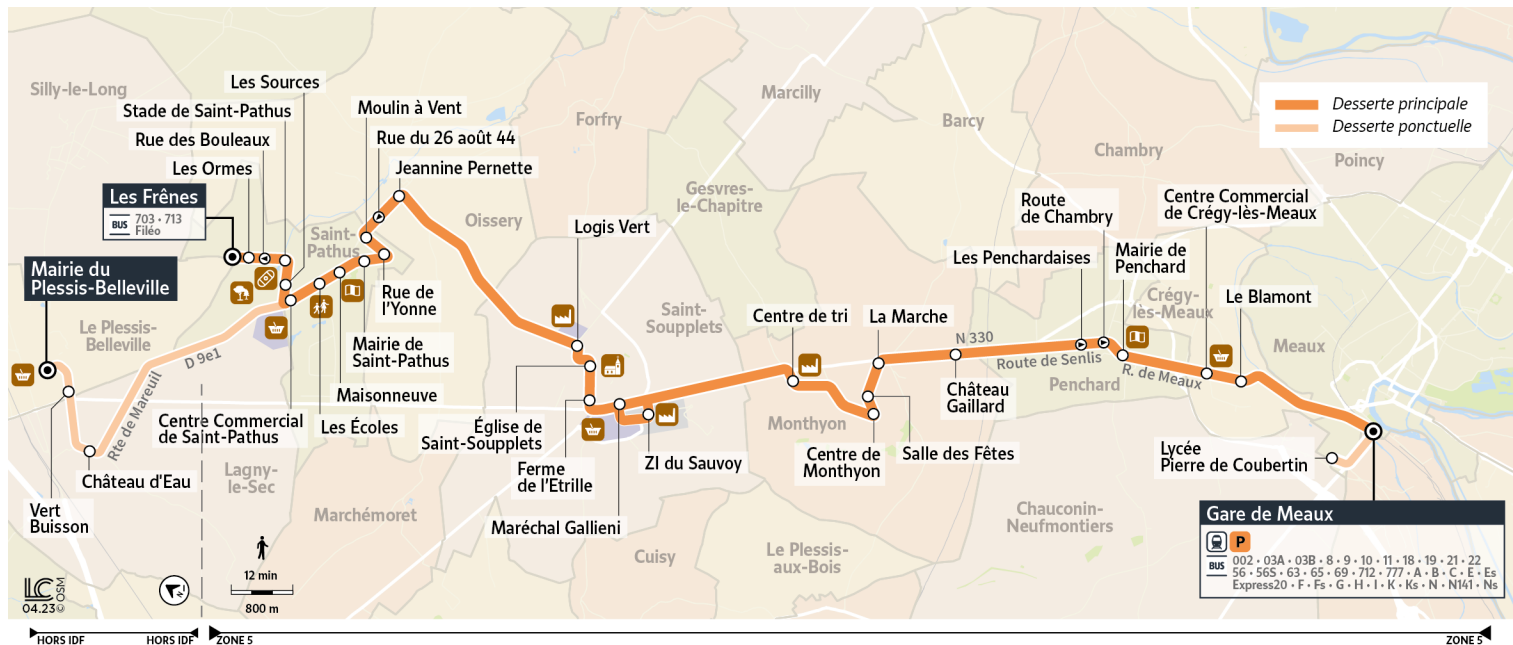 Silly-le-Long
Les Sources
Stade de Saint-Pathus
Rue des Bouleaux
Les Ormes
Les Frênes
BUS
703 • 713
Filéo
Mairie du
Plessis-Belleville
Le Plessis-
Belleville
Vert
Buisson
Château d'Eau
Rte de Mareuil
D 9e1
Centre Commercial
de Saint-Pathus
Lagny-
le-Sec
Saint-
Pathus
Moulin à Vent
Rue du 26 août 44
Jeannine Pernette
Oissery
Forfry
Rue de
l'Yonne
Mairie de
Saint-Pathus
Maisonneuve
Les Écoles
Marchémoret
Logis Vert
Église de
Saint-Soupplets
Ferme
de l'Etrille
Maréchal Gallieni
ZI du Sauvoy
Saint-
Soupplets
Cuisy
Marcilly
Gesvres-
le-Chapitre
Centre de tri
La Marche
Monthyon
Centre de
Monthyon
Salle des Fêtes
Le Plessis-
aux-Bois
Barcy
Chambry
N 330
Route de Senlis
Château
Gaillard
Les Penchardaises
Route
de Chambry
Mairie de
Penchard
Penchard
R. de Meaux
Crégy-
lès-Meaux
Centre Commercial
de Crégy-lès-Meaux
Le Blamont
Meaux
Poincy
Chauconin-
Neufmontiers
Lycée
Pierre de Coubertin
Gare de Meaux
P
BUS
002 • 03A • 03B • 8 • 9 • 10 • 11 • 18 • 19 • 21 • 22
56 • 56S • 63 • 65 • 69 • 712 • 777 • A • B • C • E • Es
Express20 • F • Fs • G • H • I • K • Ks • N • N141 • Ns
Desserte principale
Desserte ponctuelle
LC
04.23
© OSM
12 min
800 m
HORS IDF
HORS IDF
ZONE 5
ZONE 5